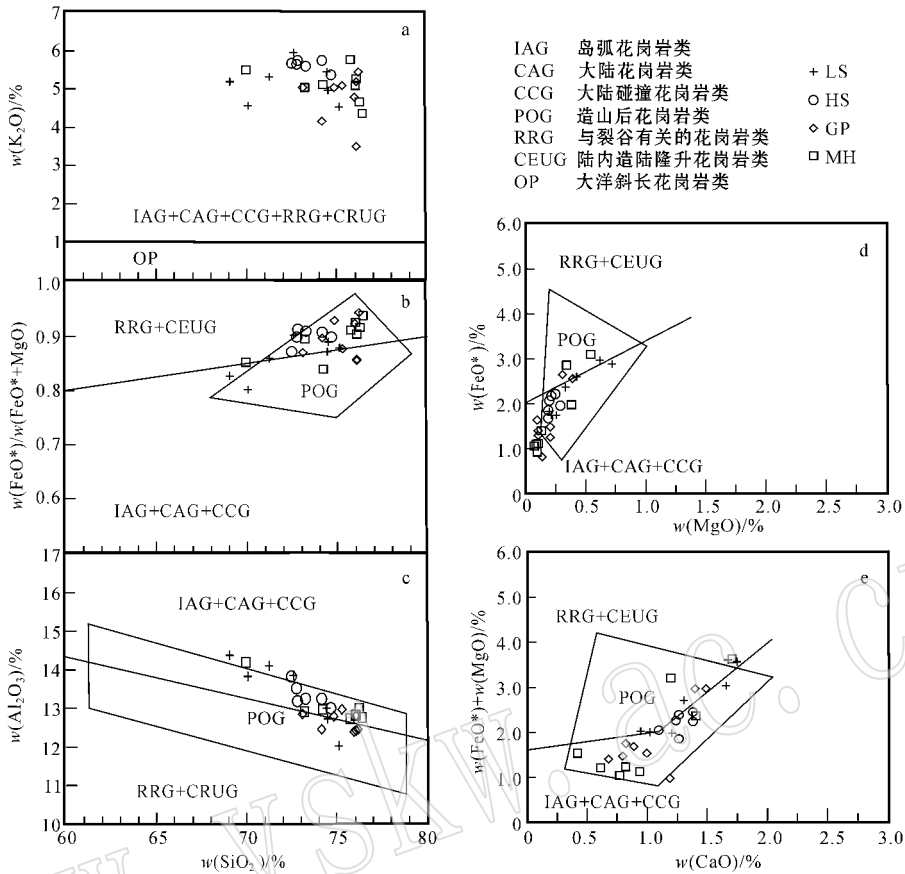 a
7
6
5
4
3
2
1
w(K₂O)/%
IAG+CAG+CCG+RRG+CRUG
OP
b
1.0
0.9
0.8
0.7
0.6
w(FeO*)/w(FeO*+MgO)
RRG+CEUG
POG
IAG+CAG+CCG
c
17
16
15
14
13
12
11
10
w(Al₂O₃)/%
IAG+CAG+CCG
POG
RRG+CRUG
60 65 70 75 80
w(SiO₂)/%
IAG 岛弧花岗岩类
CAG 大陆花岗岩类
CCG 大陆碰撞花岗岩类
POG 造山后花岗岩类
RRG 与裂谷有关的花岗岩类
CEUG 陆内造陆隆升花岗岩类
OP 大洋斜长花岗岩类
LS
HS
GP
MH
d
6.0
5.0
4.0
3.0
2.0
1.0
0
w(FeO*)/%
RRG+CEUG
POG
IAG+CAG+CCG
0 0.5 1.0 1.5 2.0 2.5 3.0
w(MgO)/%
e
6.0
4.0
3.0
2.0
1.0
0
w(FeO*)+w(MgO)/%
RRG+CEUG
POG
IAG+CAG+CCG
0 0.5 1.0 1.5 2.0 2.5 3.0
w(CaO)/%